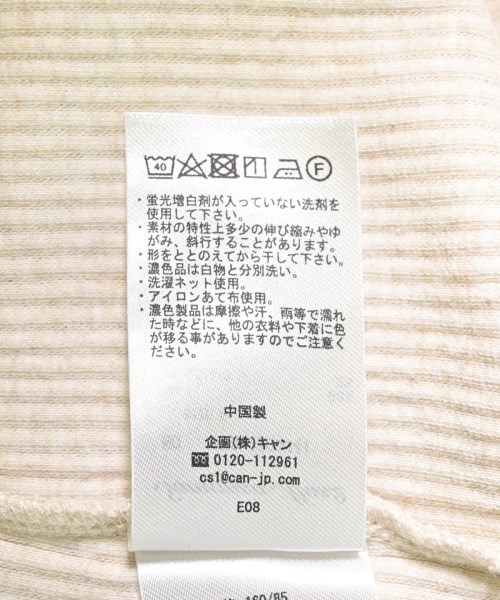 40 F
・蛍光増白剤が入っていない洗剤を
使用して下さい。
・素材の特性上多少の伸び縮みやゆ
がみ、斜行することがあります。
・形をととのえてから干して下さい。
・濃色品は白物と分別洗い。
・洗濯ネット使用。
・アイロンあて布使用。
・濃色製品は摩擦や汗、雨等で濡れ
た時などに、他の衣料や下着に色
が移る事がありますのでご注意く
ださい。
中国製
企画(株)キャン
0120-112961
cs1@can-jp.com
E08
160/85